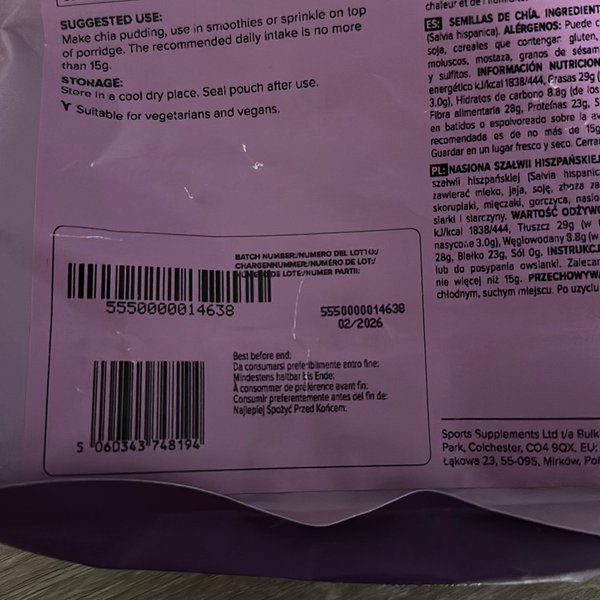 SUGGESTED USE:
Make chia pudding, use in smoothies or sprinkle on top
of porridge. The recommended daily intake is no more
than 15g.
STORAGE:
Store in a cool dry place. Seal pouch after use.
Suitable for vegetarians and vegans.
BATCH NUMBER:/NUMERO DEL LOTTO:/
CHARGENNUMMER:/NUMÉRO DE LOT:/
NÚMERO DE LOTE:/NUMER PARTII:
5550000014638
5550000014638
02/2026
Best before end:
Da consumarsi preferibilmente entro fine:
Mindestens haltbar bis Ende:
À consommer de préférence avant fin:
Consumir preferentemente antes del fin de:
Najlepiej Spożyć Przed Końcem:
5 060343 748194
chaleur et de l'
ES: SEMILLAS DE CHÍA. INGREDIENT
(Salvia hispanica). ALÉRGENOS: Puede c
soja, cereales que contengan gluten,
moluscos, mostaza, granos de sésam
y sulfitos. INFORMACIÓN NUTRICION
energético kJ/kcal 1838/444, Grasas 29g (
3.0g), Hidratos de carbono 8.8g (de los
Fibra alimentaria 28g, Proteínas 23g, S
en batidos o espolvoreado sobre la av
recomendada es de no más de 15g
Guardar en un lugar fresco y seco. Cerra
PL: NASIONA SZAŁWII HISZPAŃSKIEJ
szałwii hiszpańskiej (Salvia hispanic
zawierać mleko, jaja, soję, zboża za
skorupiaki, mięczaki, gorczyca, nasio
siarki i siarczyny. WARTOŚĆ ODŻYWC
kJ/kcal 1838/444, Tłuszcz 29g (w t
nasycone 3.0g), Węglowodany 8.8g (w
28g, Białko 23g, Sól 0g. INSTRUKCJ
lub do posypania owsianki. Zalecan
nie więcej niż 15g. PRZECHOWYWA
chłodnym, suchym miejscu. Po użyciu
Sports Supplements Ltd t/a Bulk
Park, Colchester, CO4 9QX, EU:
Łąkowa 23, 55-095, Mirków, Pol